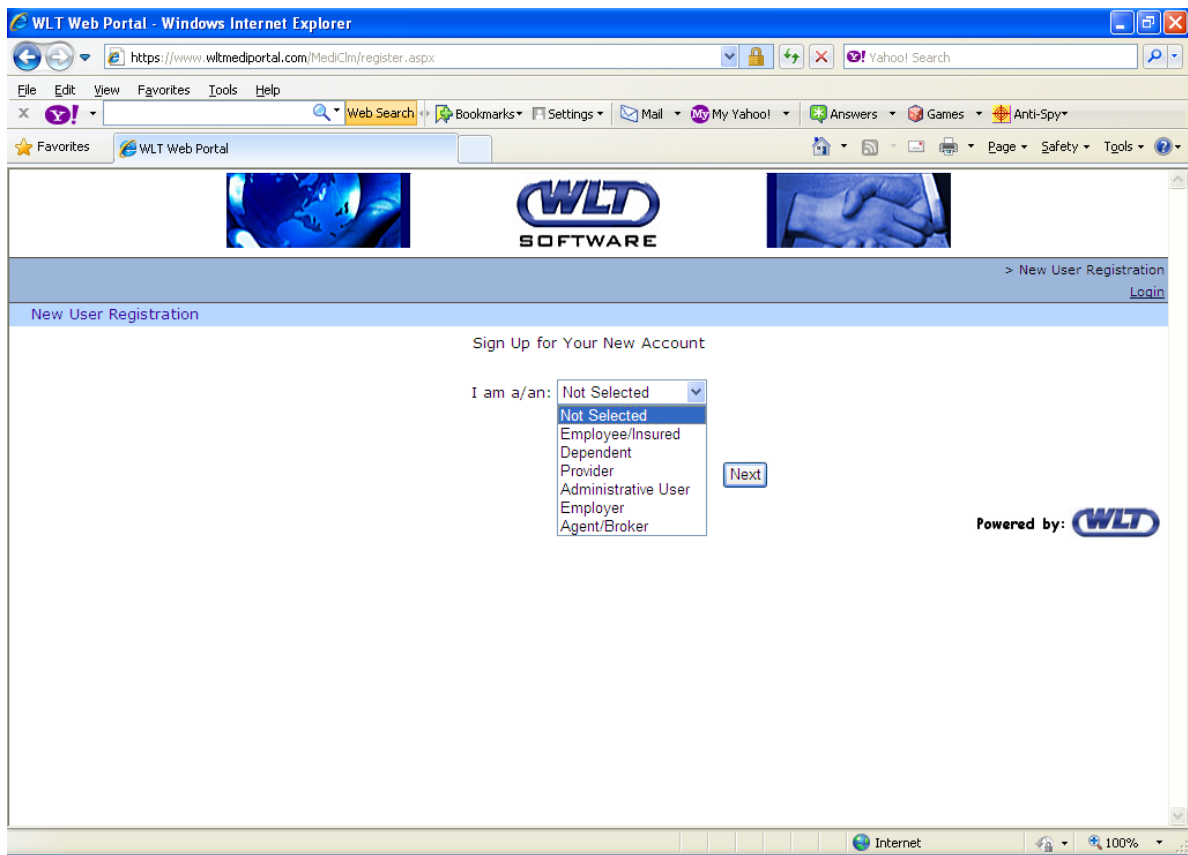 WLT Web Portal - Windows Internet Explorer
https://www.wltmediportal.com/MediClm/register.aspx
Yahoo! Search
File Edit View Favorites Tools Help
x Y! Web Search Bookmarks Settings Mail My My Yahoo! Answers Games Anti-Spy
Favorites WLT Web Portal Page Safety Tools
WLT
SOFTWARE
> New User Registration
Login
New User Registration
Sign Up for Your New Account
I am a/an: Not Selected
Not Selected
Employee/Insured
Dependent
Provider
Next
Administrative User
Employer
Agent/Broker
Powered by: WLT
Internet 100%